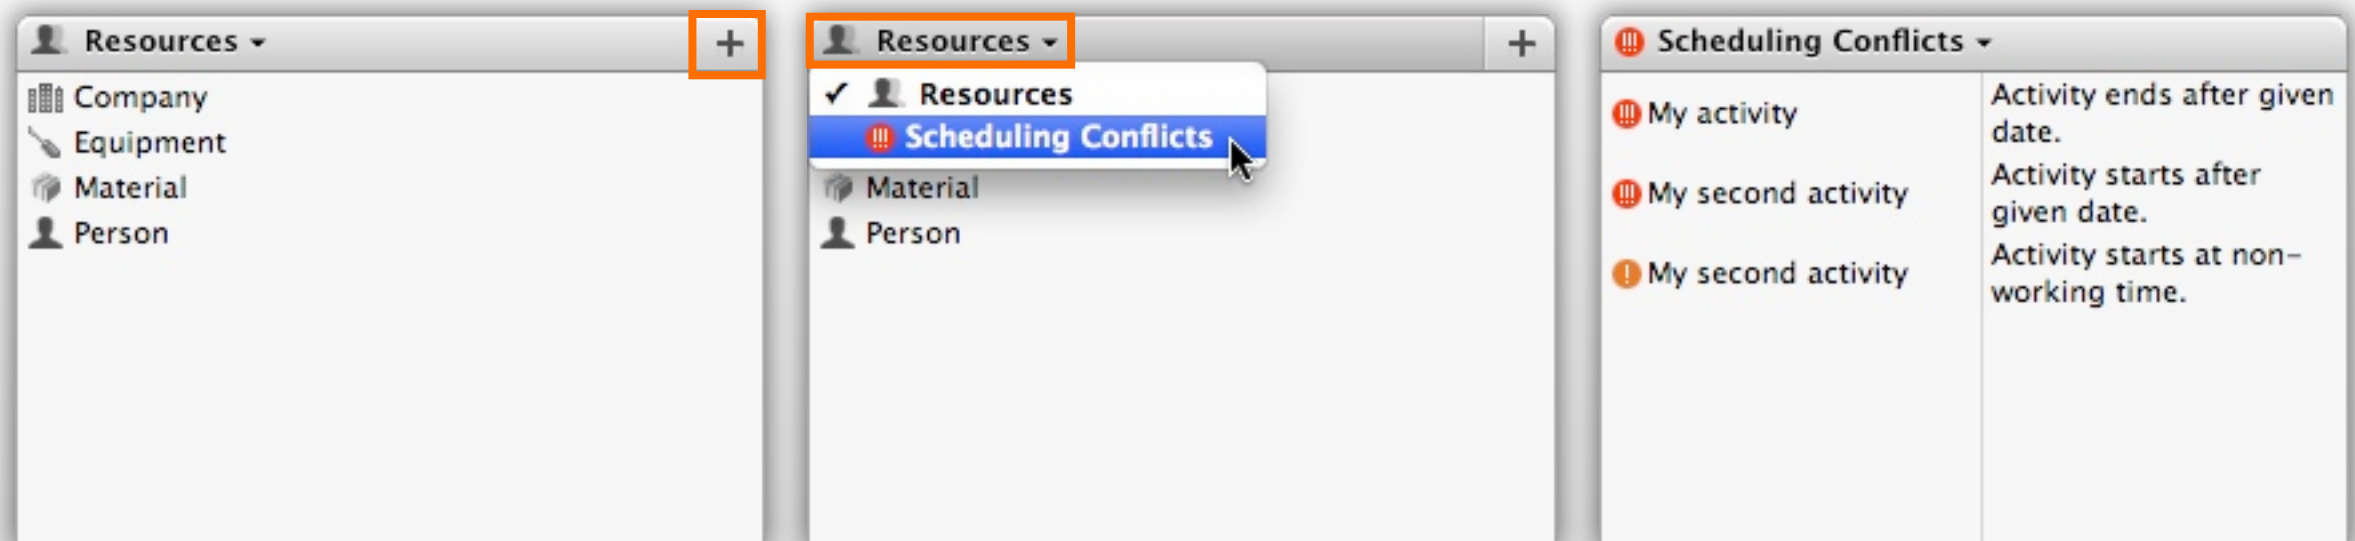 Resources
Company
Equipment
Material
Person
Resources
Resources
Scheduling Conflicts
Material
Person
Scheduling Conflicts
My activity
Activity ends after given
date.
My second activity
Activity starts after
given date.
My second activity
Activity starts at non-
working time.